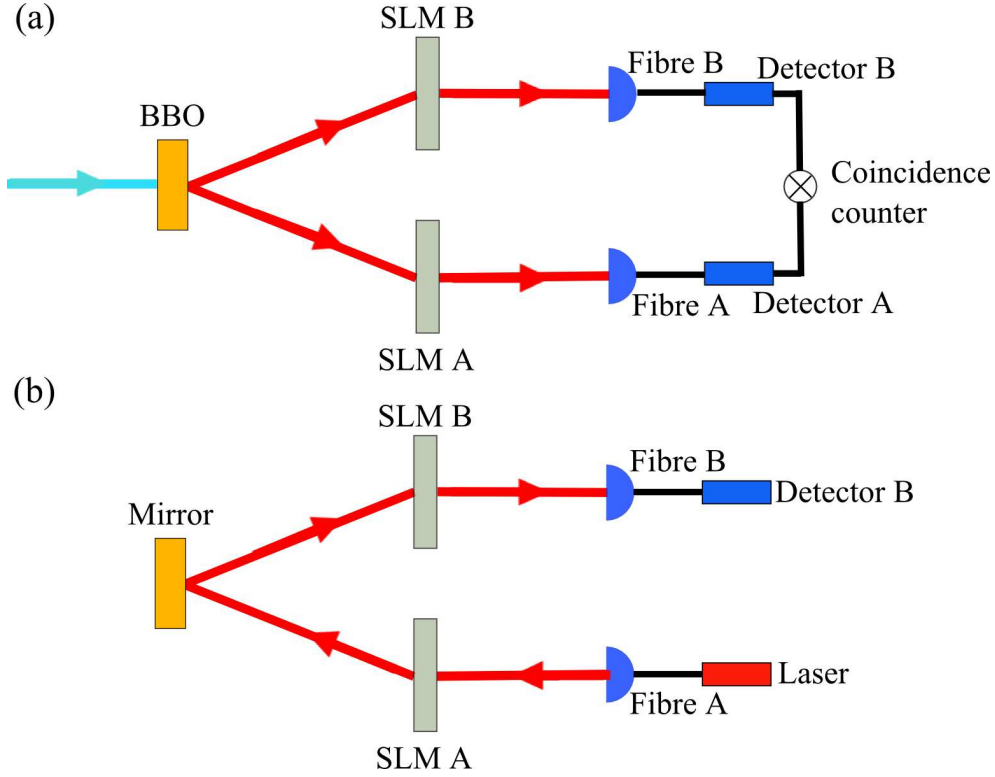 (a)
SLM B
Fibre B
Detector B
BBO
Coincidence
counter
Fibre A
Detector A
SLM A
(b)
SLM B
Fibre B
Detector B
Mirror
Laser
Fibre A
SLM A